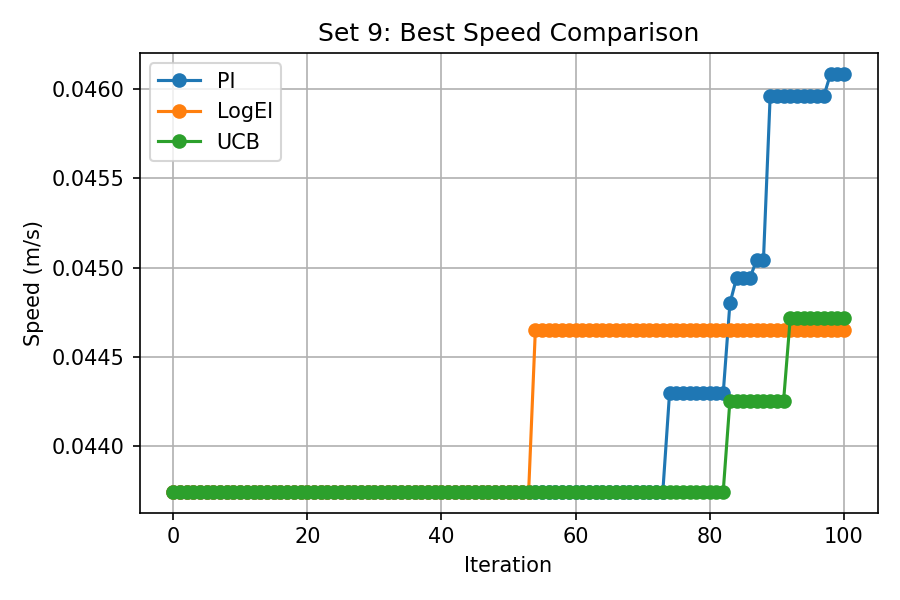 Set 9: Best Speed Comparison
PI
LogEI
UCB
Speed (m/s)
0.0460
0.0455
0.0450
0.0445
0.0440
0 20 40 60 80 100
Iteration